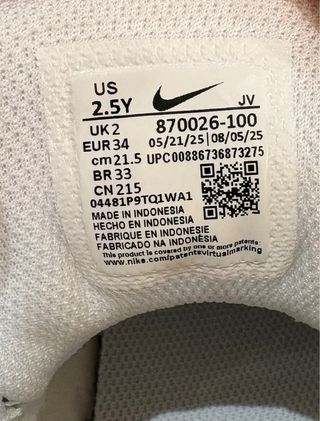 US
2.5Y
JV
UK 2
870026-100
EUR 34
05/21/25 08/05/25
cm 21.5
UPC00886736873275
BR 33
CN 215
04481P9TQ1WA1
MADE IN INDONESIA
HECHO EN INDONESIA
FABRIQUE EN INDONESIE
FABRICADO NA INDONESIA
This product is covered by one or more patents:
www.nike.com/patentsvirtualmarking